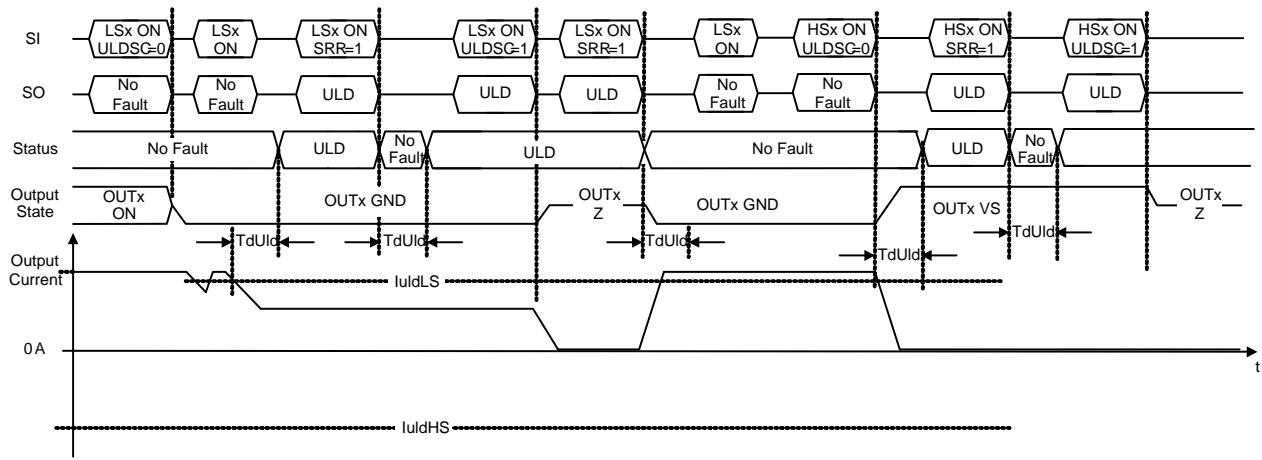 SI
LSx ON
ULDSC=0
LSx
ON
LSx ON
SRR=1
LSx ON
ULDSC=1
LSx ON
SRR=1
LSx
ON
HSx ON
ULDSC=0
HSx ON
SRR=1
HSx ON
ULDSC=1
SO
No
Fault
No
Fault
ULD
ULD
ULD
No
Fault
No
Fault
ULD
ULD
Status
No Fault
ULD
No
Fault
ULD
No Fault
ULD
No
Fault
Output
State
OUTx
ON
OUTx GND
OUTx
Z
OUTx GND
OUTx VS
OUTx
Z
TdUld
TdUld
TdUld
TdUld
TdUld
Output
Current
IuldLS
0 A
t
IuldHS